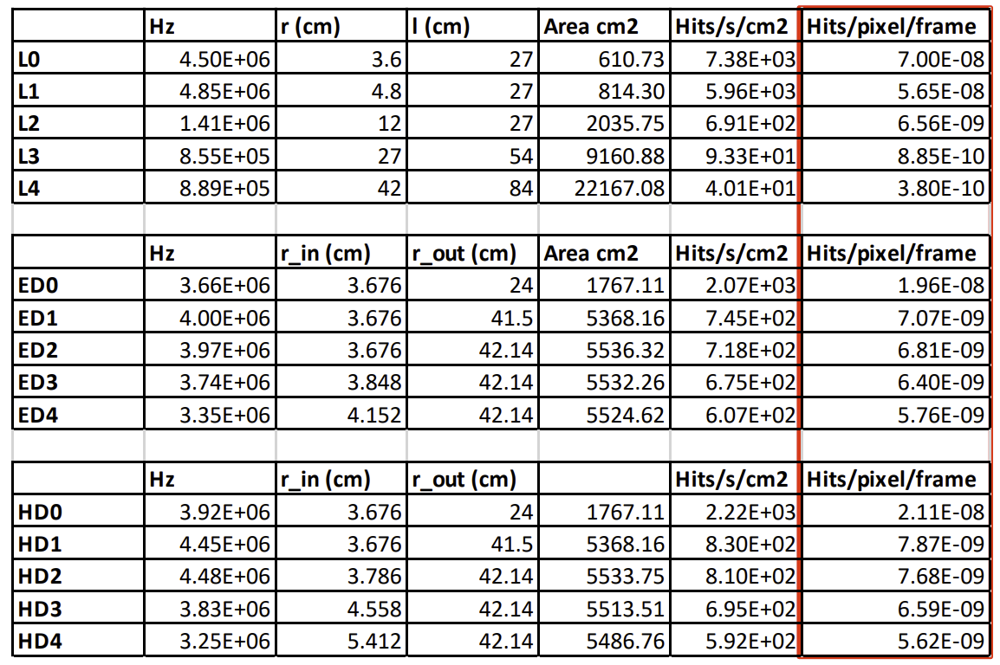 Hz r (cm) l (cm) Area cm2 Hits/s/cm2 Hits/pixel/frame
L0 4.50E+06 3.6 27 610.73 7.38E+03 7.00E-08
L1 4.85E+06 4.8 27 814.30 5.96E+03 5.65E-08
L2 1.41E+06 12 27 2035.75 6.91E+02 6.56E-09
L3 8.55E+05 27 54 9160.88 9.33E+01 8.85E-10
L4 8.89E+05 42 84 22167.08 4.01E+01 3.80E-10
Hz r_in (cm) r_out (cm) Area cm2 Hits/s/cm2 Hits/pixel/frame
ED0 3.66E+06 3.676 24 1767.11 2.07E+03 1.96E-08
ED1 4.00E+06 3.676 41.5 5368.16 7.45E+02 7.07E-09
ED2 3.97E+06 3.676 42.14 5536.32 7.18E+02 6.81E-09
ED3 3.74E+06 3.848 42.14 5532.26 6.75E+02 6.40E-09
ED4 3.35E+06 4.152 42.14 5524.62 6.07E+02 5.76E-09
Hz r_in (cm) r_out (cm) Hits/s/cm2 Hits/pixel/frame
HD0 3.92E+06 3.676 24 1767.11 2.22E+03 2.11E-08
HD1 4.45E+06 3.676 41.5 5368.16 8.30E+02 7.87E-09
HD2 4.48E+06 3.786 42.14 5533.75 8.10E+02 7.68E-09
HD3 3.83E+06 4.558 42.14 5513.51 6.95E+02 6.59E-09
HD4 3.25E+06 5.412 42.14 5486.76 5.92E+02 5.62E-09